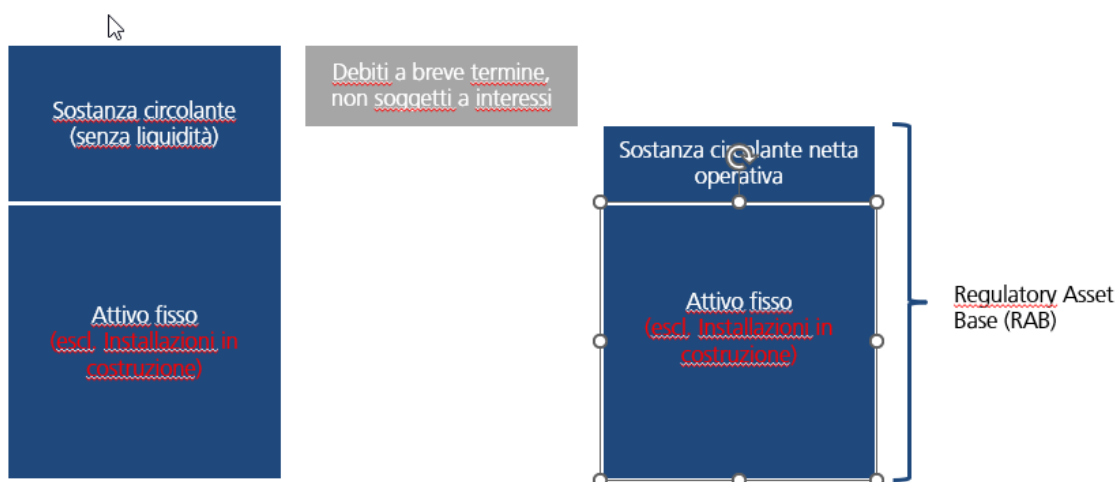 Sostanza circolante
(senza liquidità)
Debiti a breve termine,
non soggetti a interessi
Sostanza circolante netta
operativa
Attivo fisso
(escl. Installazioni in
costruzione)
Attivo fisso
(escl. Installazioni in
costruzione)
Regulatory Asset
Base (RAB)